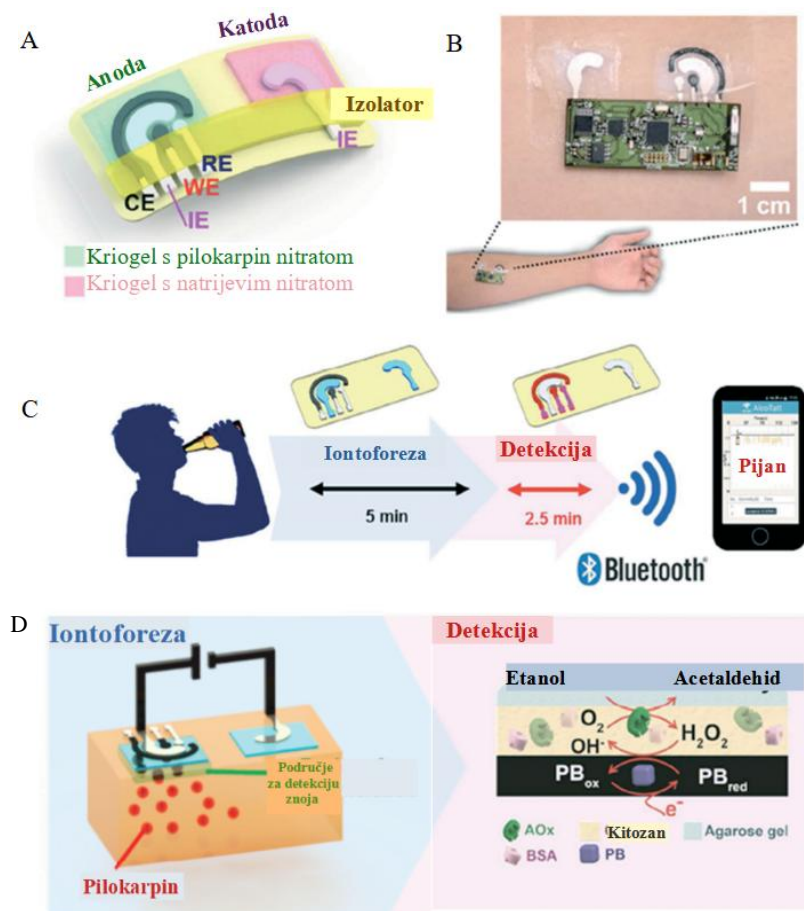 A
Anoda
Katoda
Izolator
IE
RE
WE
CE
IE
Kriogel s pilokarpin nitratom
Kriogel s natrijevim nitratom
B
1 cm
C
Iontoforeza
5 min
Detekcija
2.5 min
Bluetooth
AlcoTatt
Pijan
D
Iontoforeza
Područje
za detekciju
znoja
Pilokarpin
Detekcija
Etanol Acetaldehid
O2 H2O2
OH-
PBox PBred
e-
AOx Kitozan Agarose gel
BSA PB